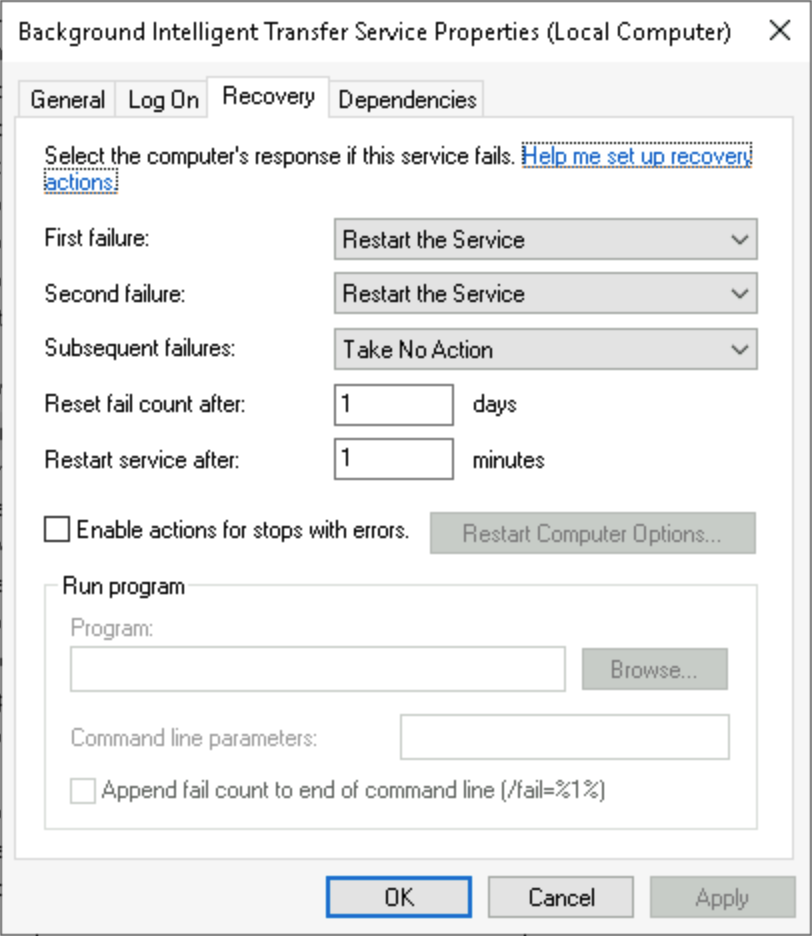 Background Intelligent Transfer Service Properties (Local Computer)
General Log On Recovery Dependencies
Select the computer's response if this service fails. Help me set up recovery
actions.
First failure: Restart the Service
Second failure: Restart the Service
Subsequent failures: Take No Action
Reset fail count after: 1 days
Restart service after: 1 minutes
Enable actions for stops with errors. Restart Computer Options...
Run program
Program:
Browse...
Command line parameters:
Append fail count to end of command line (/fail=%1%)
OK Cancel Apply